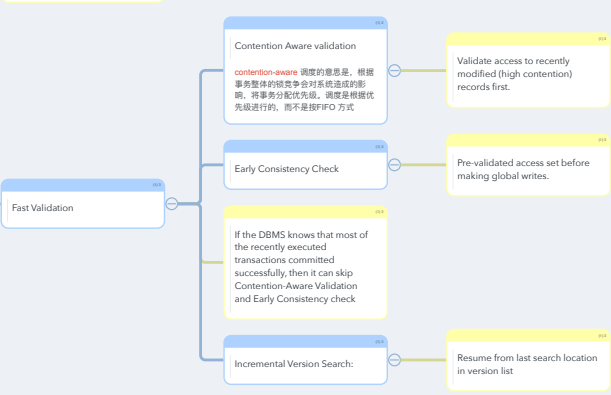 Fast Validation
Contention Aware validation
contention-aware 调度的意思是，根据
事务整体的锁竞争会对系统造成的影
响，将事务分配优先级。调度是根据优
先级进行的，而不是按FIFO 方式
Validate access to recently
modified (high contention)
records first.
Early Consistency Check
Pre-validated access set before
making global writes.
If the DBMS knows that most of
the recently executed
transactions committed
successfully, then it can skip
Contention-Aware Validation
and Early Consistency check
Incremental Version Search:
Resume from last search location
in version list